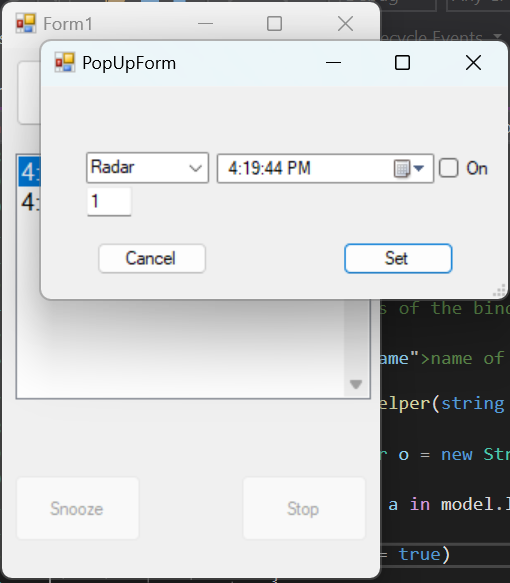 Form1
ecycle Events
PopUpForm
Radar
4:19:44 PM
On
1
Cancel
Set
4:
4:
s of the bind
ame">name of
elper(string
r o = new Str
a in model.
= true)
Snooze
Stop